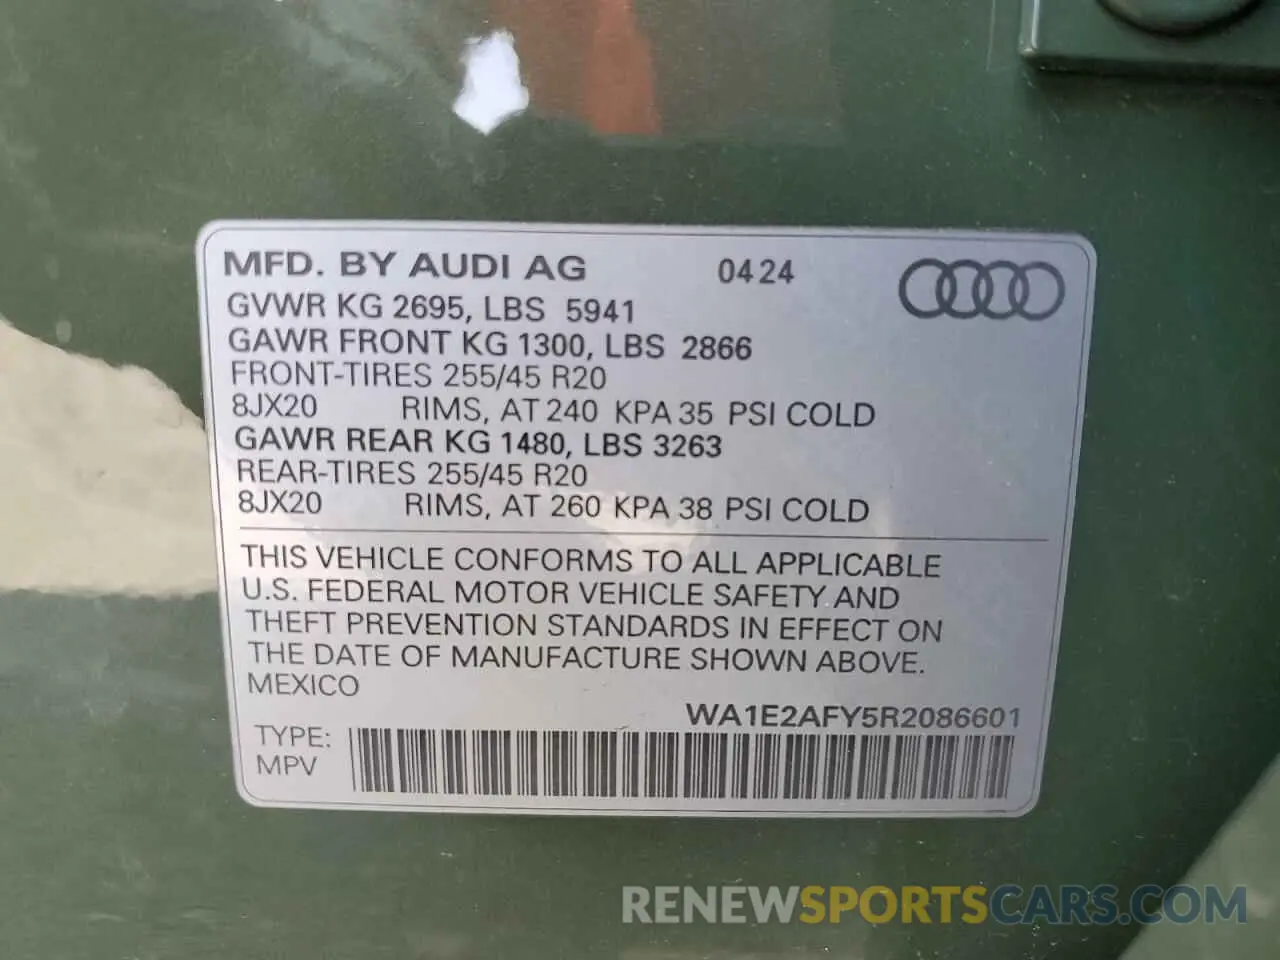 MFD. BY AUDI AG 04 24
GVWR KG 2695, LBS 5941
GAWR FRONT KG 1300, LBS 2866
FRONT-TIRES 255/45 R20
8JX20 RIMS, AT 240 KPA 35 PSI COLD
GAWR REAR KG 1480, LBS 3263
REAR-TIRES 255/45 R20
8JX20 RIMS, AT 260 KPA 38 PSI COLD
THIS VEHICLE CONFORMS TO ALL APPLICABLE
U.S. FEDERAL MOTOR VEHICLE SAFETY AND
THEFT PREVENTION STANDARDS IN EFFECT ON
THE DATE OF MANUFACTURE SHOWN ABOVE.
MEXICO
WA1E2AFY5R2086601
TYPE:
MPV
RENEWSPORTSCARS.COM